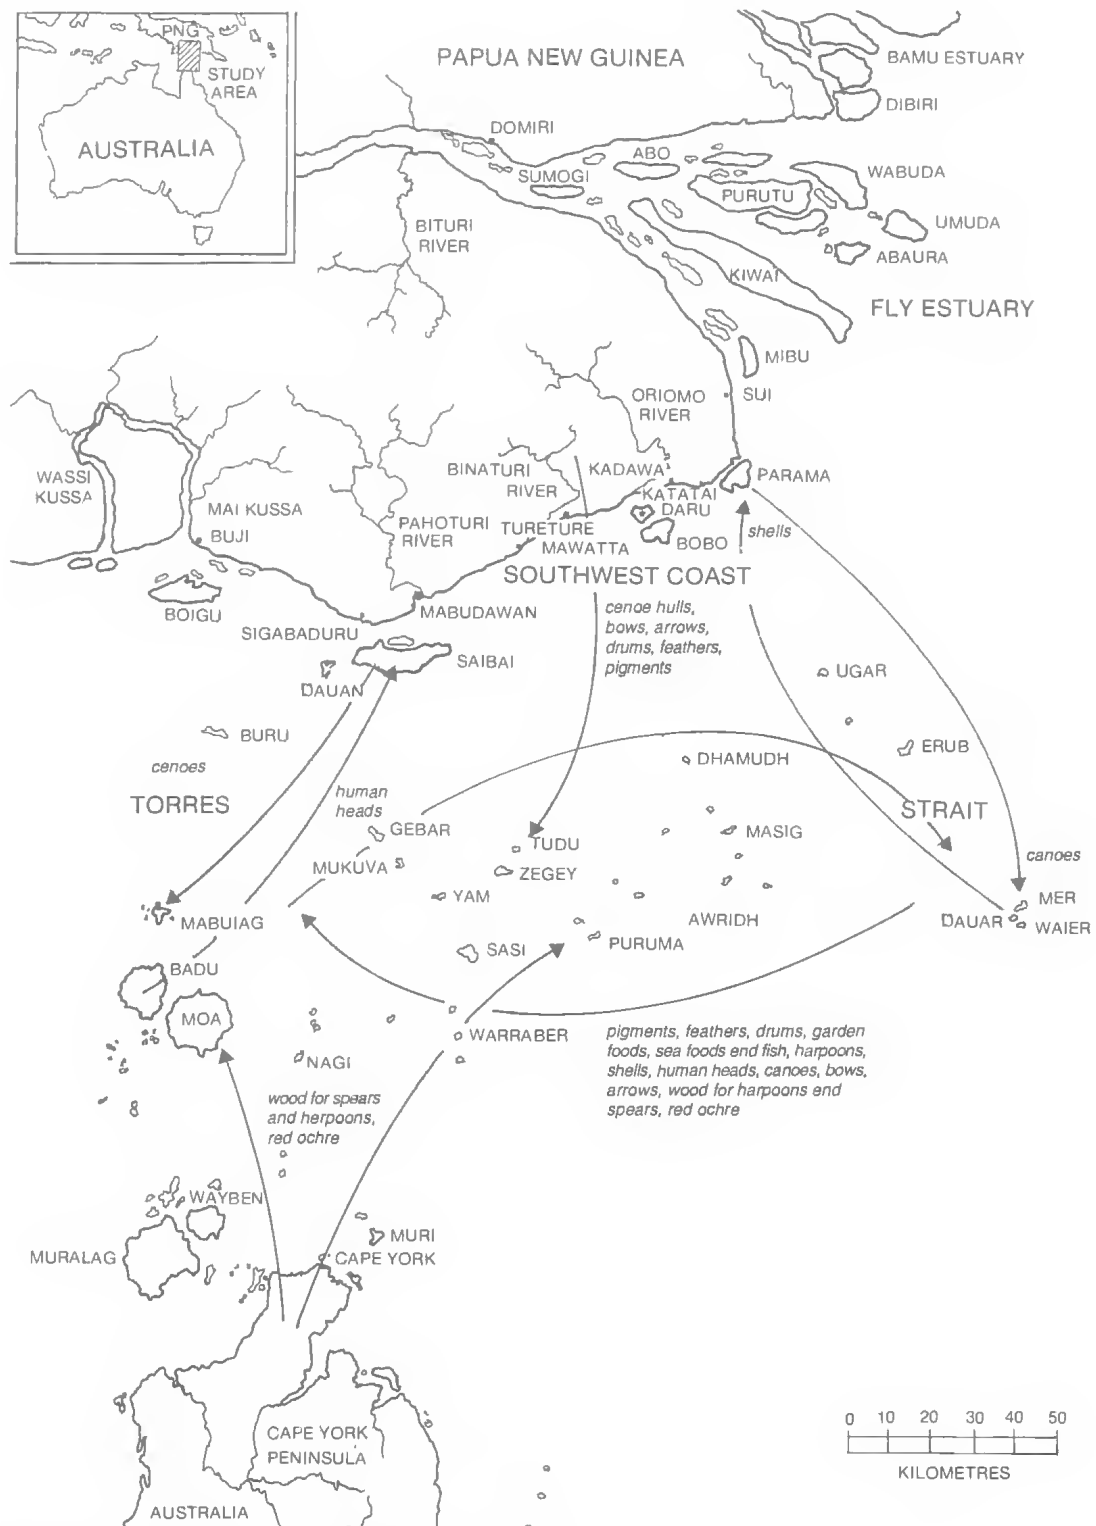 PNG
STUDY
AREA
AUSTRALIA
PAPUA NEW GUINEA
BAMU ESTUARY
DIBIRI
DOMIRI
ABO
SUMOGI
WABUDA
PURUTU
UMUDA
ABAURA
BITURI
RIVER
KIWAI
FLY ESTUARY
MIBU
SUI
ORIOMO
RIVER
WASSI
KUSSA
MAI KUSSA
BUJI
BINATURI
RIVER
KADAWA
PARAMA
KATATAI
DARU
PAHOTURI
RIVER
TURETURE
MAWATTA
BOBO
shells
SOUTHWEST COAST
BOIGU
MABUDAWAN
SIGABADURU
cenoe hulls,
bows, arrows,
drums, feathers,
pigments
SAIBAI
DAUAN
UGAR
BURU
ERUB
cenoes
DHAMUDH
TORRES
human
heads
STRAIT
GEBAR
TUDU
MASIG
MUKUVA
ZEGEY
canoes
YAM
MER
MABUIAG
AWRIDH
DAUAR
WAIER
PURUMA
SASI
BADU
MOA
WARRABER
NAGI
pigments, feathers, drums, garden
foods, sea foods end fish, harpoons,
shells, human heads, canoes, bows,
arrows, wood for harpoons end
spears, red ochre
wood for spears
and herpoons,
red ochre
WAYBEN
MURI
MURALAG
CAPE YORK
0 10 20 30 40 50
KILOMETRES
CAPE YORK
PENINSULA
AUSTRALIA